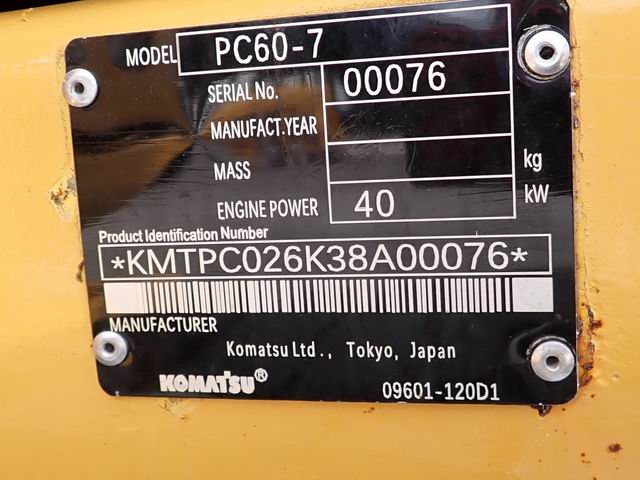 MODEL PC60-7
SERIAL No. 00076
MANUFACT.YEAR
MASS kg
ENGINE POWER 40 kW
Product Identification Number
*KMTPC026K38A00076*
MANUFACTURER
Komatsu Ltd., Tokyo, Japan
KOMATSU® 09601-120D1